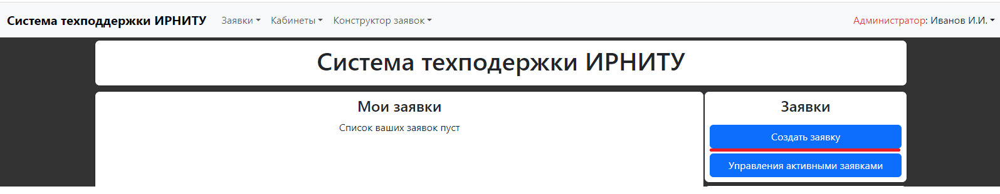 Система техподдержки ИРНИТУ Заявки Кабинеты Конструктор заявок Администратор: Иванов И.И.
Система техподержки ИРНИТУ
Мои заявки
Список ваших заявок пуст
Заявки
Создать заявку
Управления активными заявками